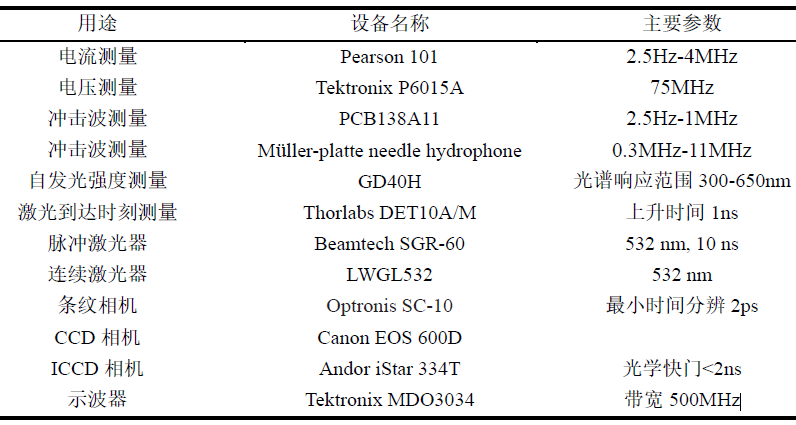 用途 设备名称 主要参数
电流测量 Pearson 101 2.5Hz-4MHz
电压测量 Tektronix P6015A 75MHz
冲击波测量 PCB138A11 2.5Hz-1MHz
冲击波测量 Müller-platte needle hydrophone 0.3MHz-11MHz
自发光强度测量 GD40H 光谱响应范围 300-650nm
激光到达时刻测量 Thorlabs DET10A/M 上升时间 1ns
脉冲激光器 Beamtech SGR-60 532 nm, 10 ns
连续激光器 LWGL532 532 nm
条纹相机 Optronis SC-10 最小时间分辨 2ps
CCD 相机 Canon EOS 600D
ICCD 相机 Andor iStar 334T 光学快门<2ns
示波器 Tektronix MDO3034 带宽 500MHz